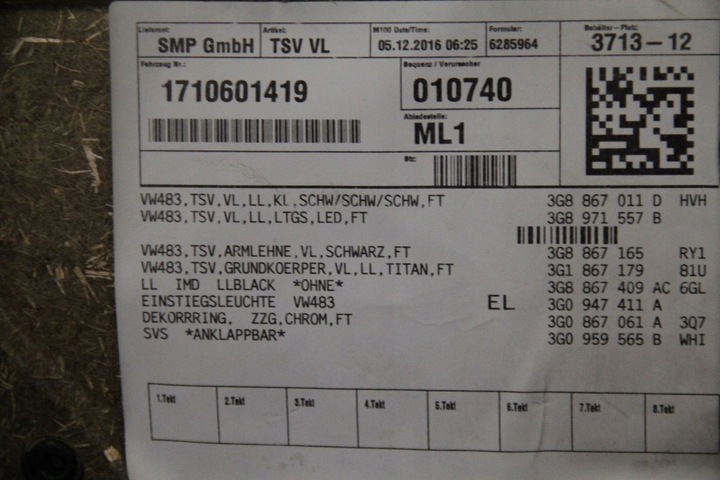 Lieferant: Artikel: M100 Date/Time: Formular: Behälter - Platz:
SMP GmbH TSV VL 05.12.2016 06:25 6285964 3713-12
Fahrzeug Nr.: Sequenz / Verursacher
1710601419 010740
Abladestelle:
ML1
VW483,TSV,VL,LL,KL,SCHW/SCHW/SCHW,FT 3G8 867 011 D HVH
VW483,TSV,VL,LL,LTGS,LED,FT 3G8 971 557 B
VW483,TSV,ARMLEHNE,VL,SCHWARZ,FT 3G8 867 165 RY1
VW483,TSV,GRUNDKOERPER,VL,LL,TITAN,FT 3G1 867 179 81U
LL IMD LLBLACK *OHNE* 3G8 867 409 AC 6GL
EINSTIEGSLEUCHTE VW483 EL 3G0 947 411 A
DEKORRRING, ZZG,CHROM,FT 3G0 867 061 A 3Q7
SVS *ANKLAPPBAR* 3G0 959 565 B WHI
1.Tekt 2.Tekt 3.Tekt 4.Tekt 5.Tekt 6.Tekt 7.Tekt 8.Tekt